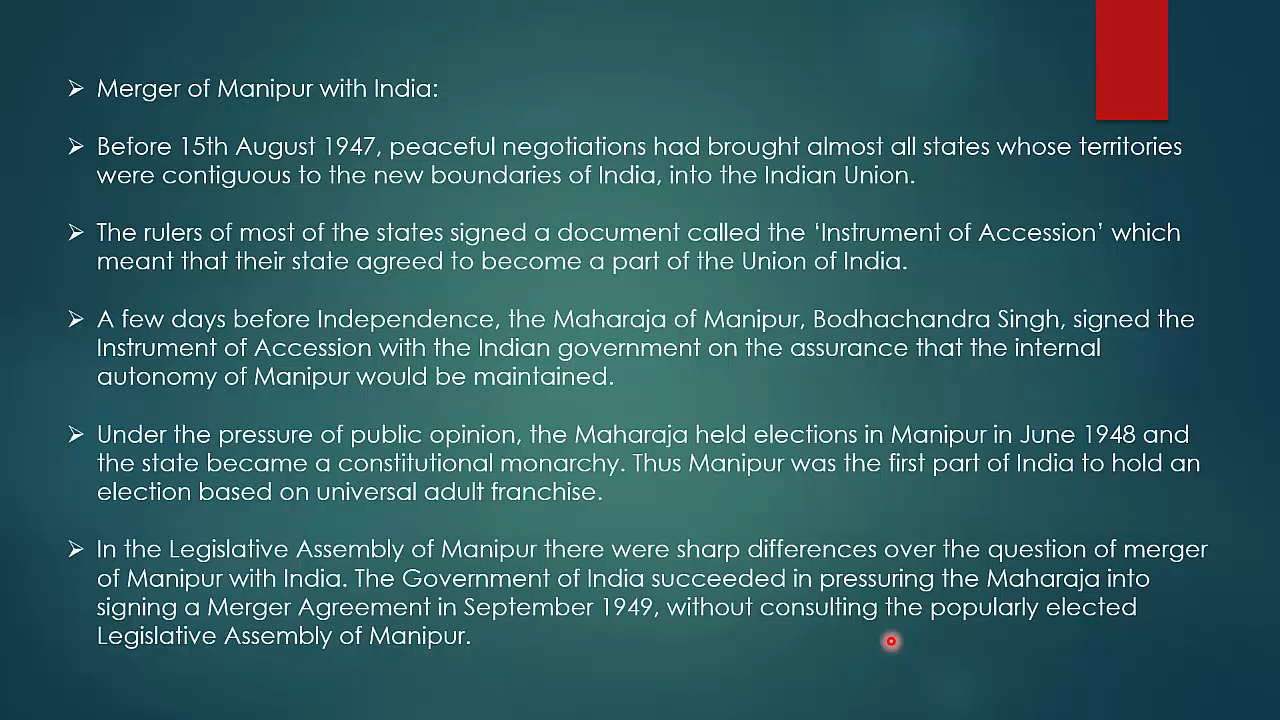 ➢ Merger of Manipur with India:
➢ Before 15th August 1947, peaceful negotiations had brought almost all states whose territories
were contiguous to the new boundaries of India, into the Indian Union.
➢ The rulers of most of the states signed a document called the ‘Instrument of Accession’ which
meant that their state agreed to become a part of the Union of India.
➢ A few days before Independence, the Maharaja of Manipur, Bodhachandra Singh, signed the
Instrument of Accession with the Indian government on the assurance that the internal
autonomy of Manipur would be maintained.
➢ Under the pressure of public opinion, the Maharaja held elections in Manipur in June 1948 and
the state became a constitutional monarchy. Thus Manipur was the first part of India to hold an
election based on universal adult franchise.
➢ In the Legislative Assembly of Manipur there were sharp differences over the question of merger
of Manipur with India. The Government of India succeeded in pressuring the Maharaja into
signing a Merger Agreement in September 1949, without consulting the popularly elected
Legislative Assembly of Manipur.